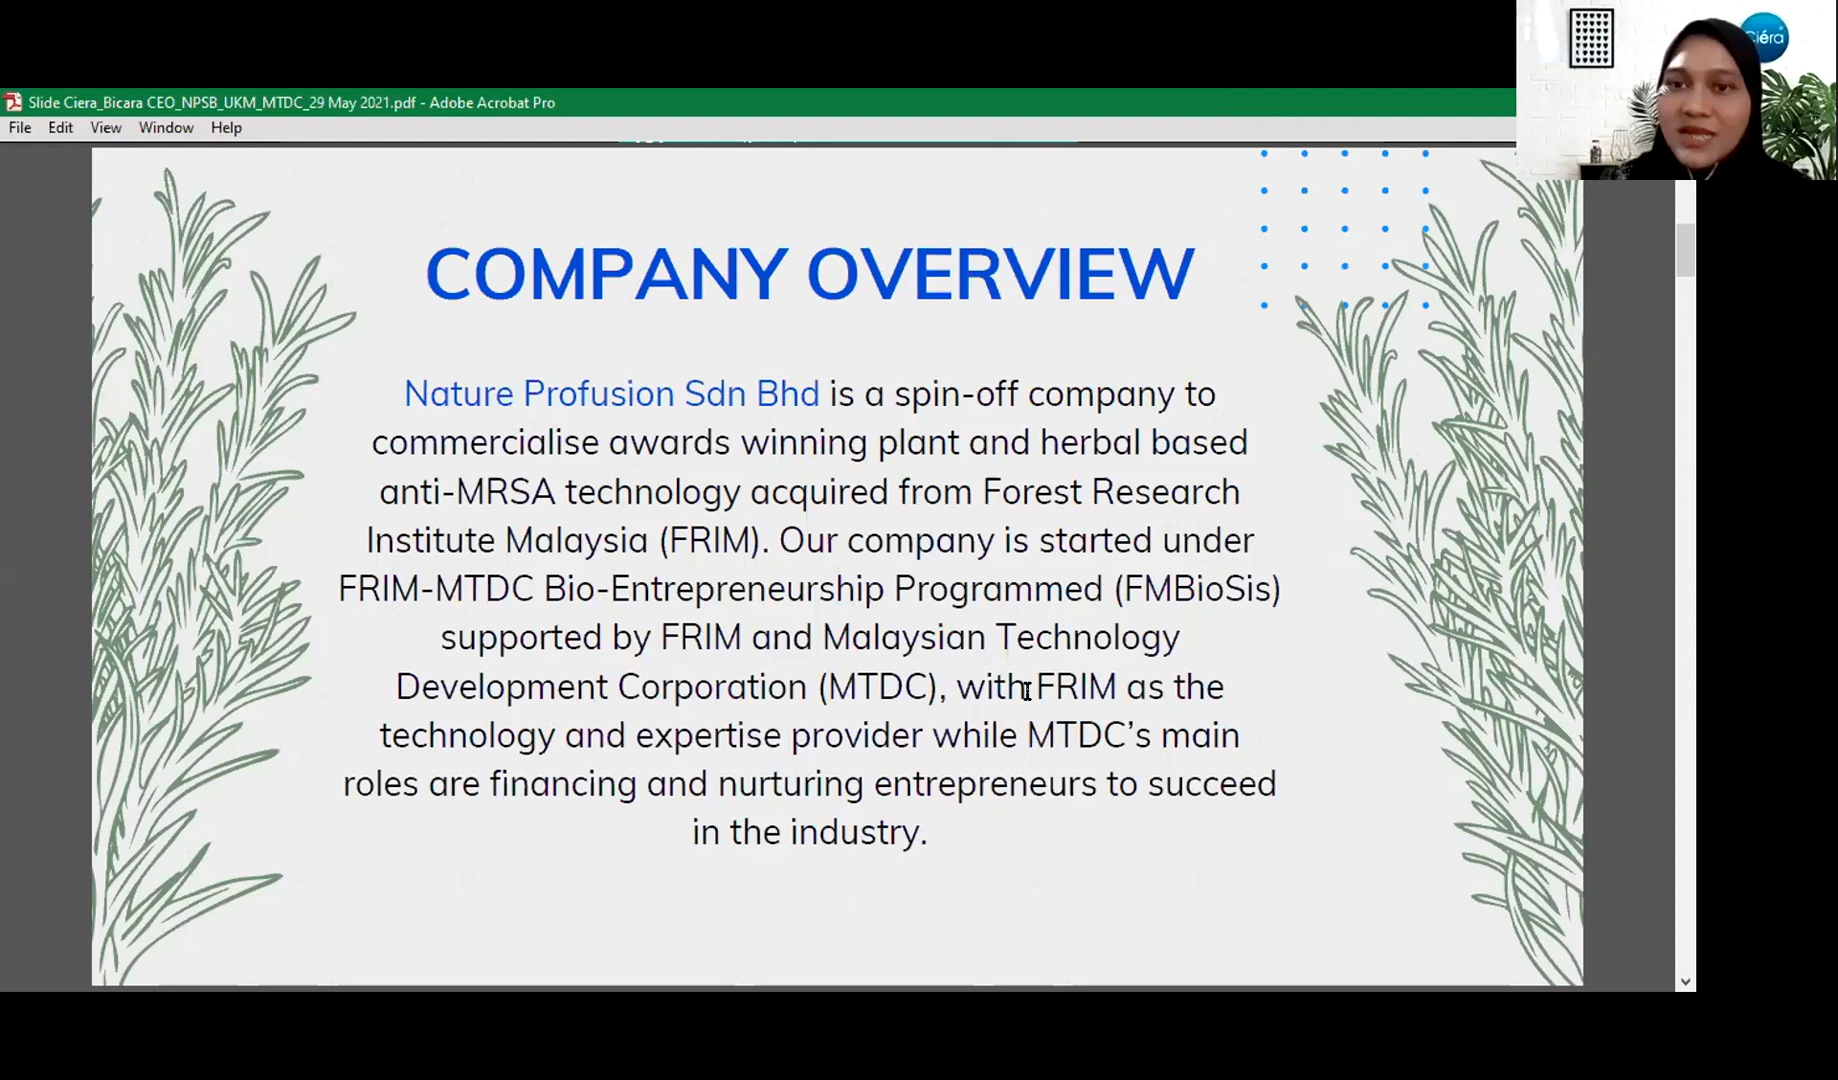 Slide Ciera_Bicara CEO_NPSB_UKM_MTDC_29 May 2021.pdf - Adobe Acrobat Pro
File Edit View Window Help
COMPANY OVERVIEW
Nature Profusion Sdn Bhd is a spin-off company to
commercialise awards winning plant and herbal based
anti-MRSA technology acquired from Forest Research
Institute Malaysia (FRIM). Our company is started under
FRIM-MTDC Bio-Entrepreneurship Programmed (FMBioSis)
supported by FRIM and Malaysian Technology
Development Corporation (MTDC), with FRIM as the
technology and expertise provider while MTDC’s main
roles are financing and nurturing entrepreneurs to succeed
in the industry.